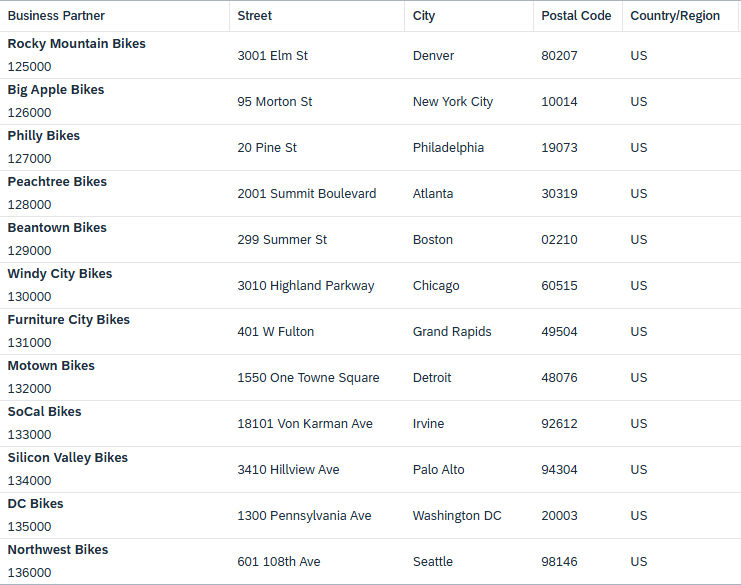 Business Partner Street City Postal Code Country/Region
Rocky Mountain Bikes
125000 3001 Elm St Denver 80207 US
Big Apple Bikes
126000 95 Morton St New York City 10014 US
Philly Bikes
127000 20 Pine St Philadelphia 19073 US
Peachtree Bikes
128000 2001 Summit Boulevard Atlanta 30319 US
Beantown Bikes
129000 299 Summer St Boston 02210 US
Windy City Bikes
130000 3010 Highland Parkway Chicago 60515 US
Furniture City Bikes
131000 401 W Fulton Grand Rapids 49504 US
Motown Bikes
132000 1550 One Towne Square Detroit 48076 US
SoCal Bikes
133000 18101 Von Karman Ave Irvine 92612 US
Silicon Valley Bikes
134000 3410 Hillview Ave Palo Alto 94304 US
DC Bikes
135000 1300 Pennsylvania Ave Washington DC 20003 US
Northwest Bikes
136000 601 108th Ave Seattle 98146 US